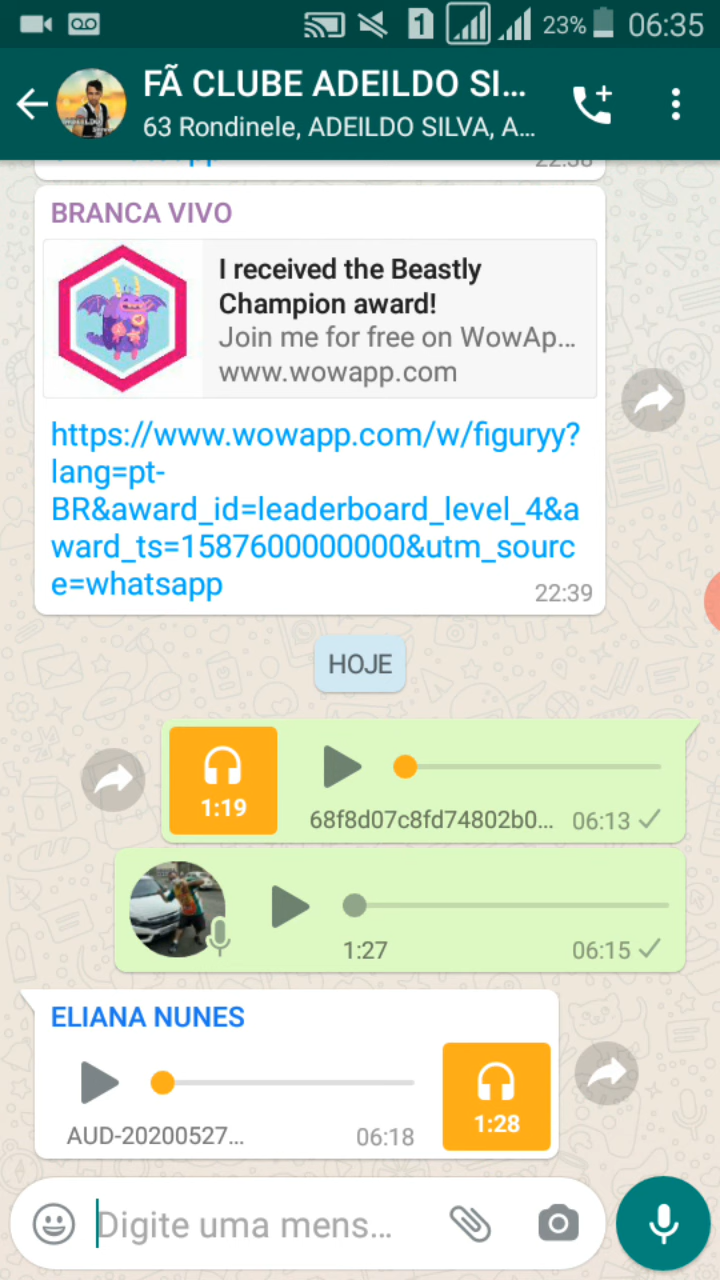 1
23% 06:35
FÃ CLUBE ADEILDO SI...
63 Rondinele, ADEILDO SILVA, A...
22:38
BRANCA VIVO
I received the Beastly
Champion award!
Join me for free on WowAp...
www.wowapp.com
https://www.wowapp.com/w/figuryy?
lang=pt-
BR&award_id=leaderboard_level_4&a
ward_ts=1587600000000&utm_sourc
e=whatsapp
22:39
HOJE
1:19
68f8d07c8fd74802b0... 06:13
1:27 06:15
ELIANA NUNES
AUD-20200527... 06:18
1:28
Digite uma mens...